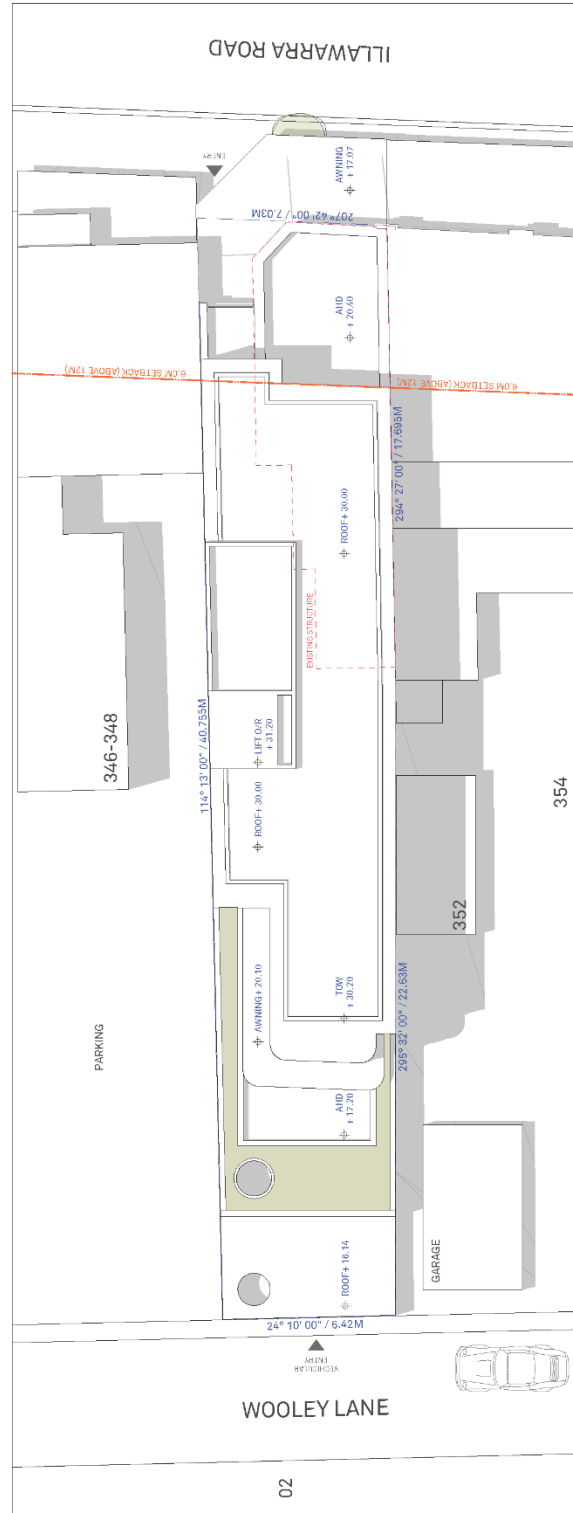 ILLAWARRA ROAD
ENTRY
AWNING
+ 17.07
207° 42' 00" / 7.03M
AHD
+ 20.40
6.0M SETBACK (ABOVE 12M)
6.0M SETBACK (ABOVE 12M)
294° 27' 00" / 17.695M
ROOF+ 30.00
EXISTING STRUCTURE
346-348
114° 13' 00" / 40.755M
LIFT O/R
+ 31.20
ROOF+ 30.00
354
352
TOW
+ 30.20
AWNING+ 20.10
295° 32' 00" / 22.63M
PARKING
AHD
+ 17.20
GARAGE
ROOF+ 16.14
24° 10' 00" / 6.42M
VECHICULAR
ENTRY
WOOLEY LANE
02